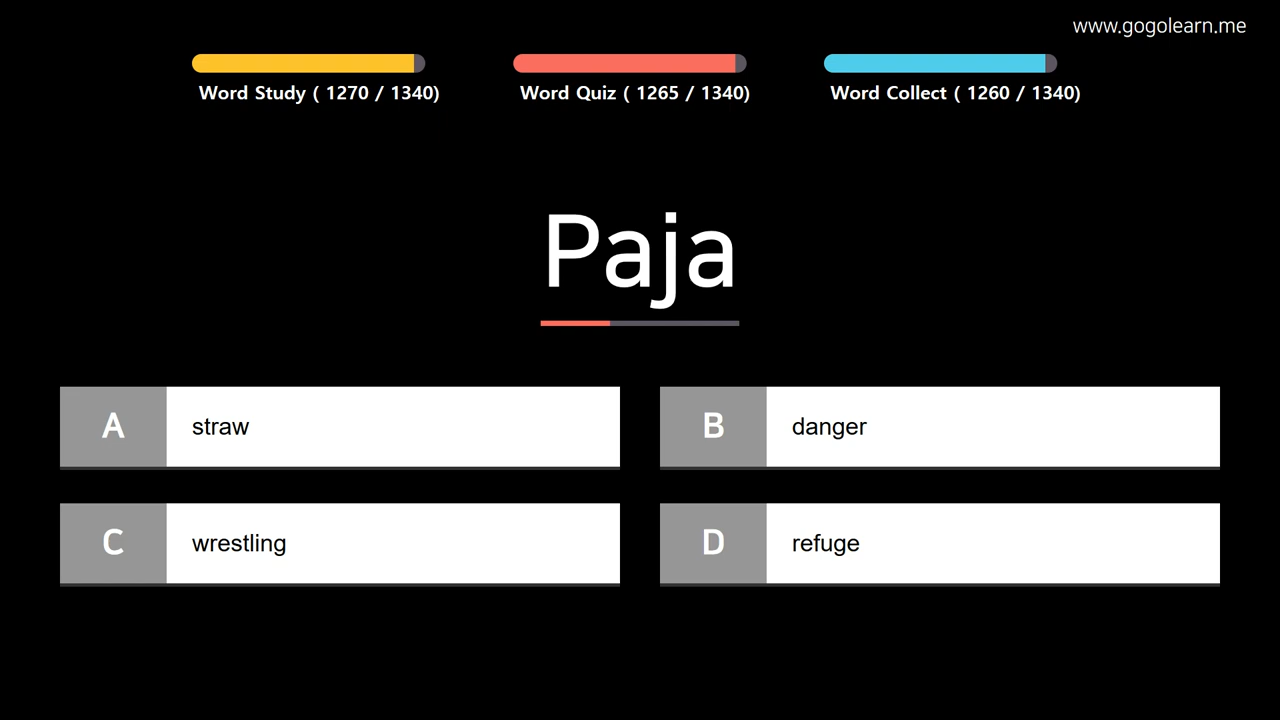 www.gogolearn.me
Word Study ( 1270 / 1340)
Word Quiz ( 1265 / 1340)
Word Collect ( 1260 / 1340)
Paja
A straw
B danger
C wrestling
D refuge